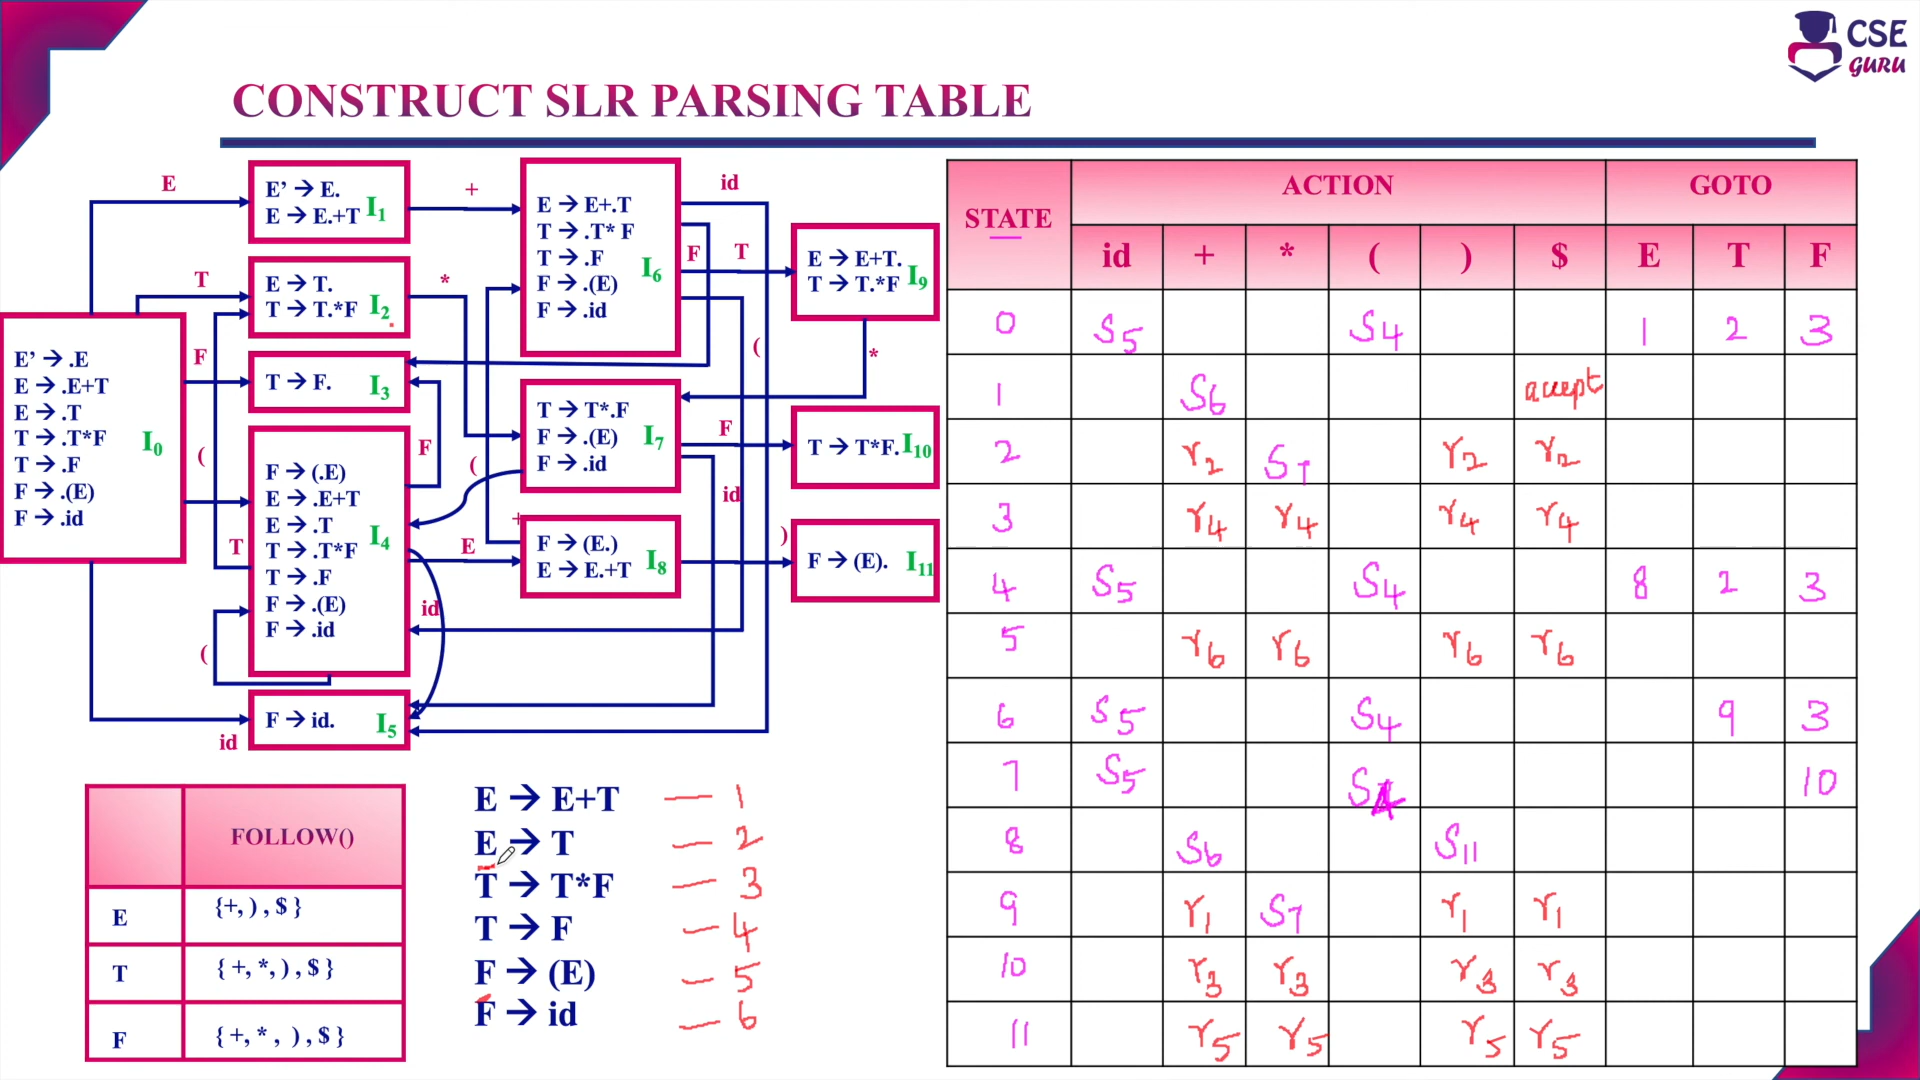 CSE
GURU
CONSTRUCT SLR PARSING TABLE
E’ → .E
E → .E+T
E → .T
T → .T*F
T → .F
F → .(E)
F → .id
I0
E
T
F
(
id
E’ → E.
E → E.+T
I1
E → T.
T → T.*F
I2
T → F.
I3
F → (.E)
E → .E+T
E → .T
T → .T*F
T → .F
F → .(E)
F → .id
I4
F → id.
I5
T
(
F
E
id
+
*
(
+
E → E+.T
T → .T* F
T → .F
F → .(E)
F → .id
I6
T → T*.F
F → .(E)
F → .id
I7
F → (E.)
E → E.+T
I8
id
F
T
(
*
F
id
)
E → E+T.
T → T.*F
I9
T → T*F.
I10
F → (E).
I11
STATE ACTION GOTO
id + * ( ) $ E T F
0 S5 S4 1 2 3
1 S6 accept
2 r2 S7 r2 r2
3 r4 r4 r4 r4
4 S5 S4 8 2 3
5 r6 r6 r6 r6
6 S5 S4 9 3
7 S5 S4 10
8 S6 S11
9 r1 S7 r1 r1
10 r3 r3 r3 r3
11 r5 r5 r5 r5
FOLLOW()
E {+, ) , $ }
T { +, *, ) , $ }
F { +, * , ) , $ }
E → E+T — 1
E → T — 2
T → T*F — 3
T → F — 4
F → (E) — 5
F → id — 6